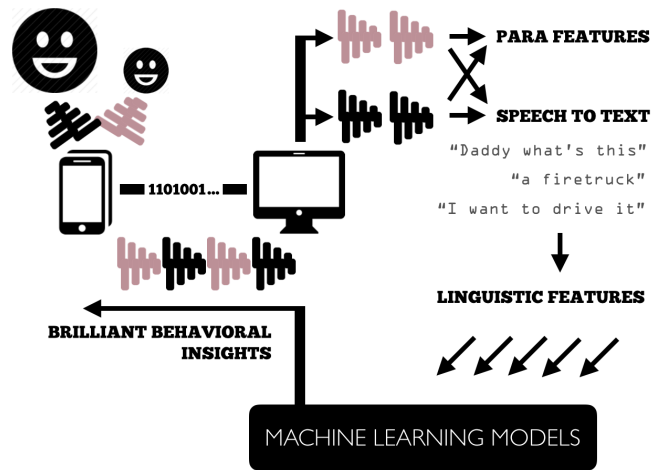 PARA FEATURES
SPEECH TO TEXT
“Daddy what's this”
“a firetruck”
“I want to drive it”
1101001...
LINGUISTIC FEATURES
BRILLIANT BEHAVIORAL
INSIGHTS
MACHINE LEARNING MODELS